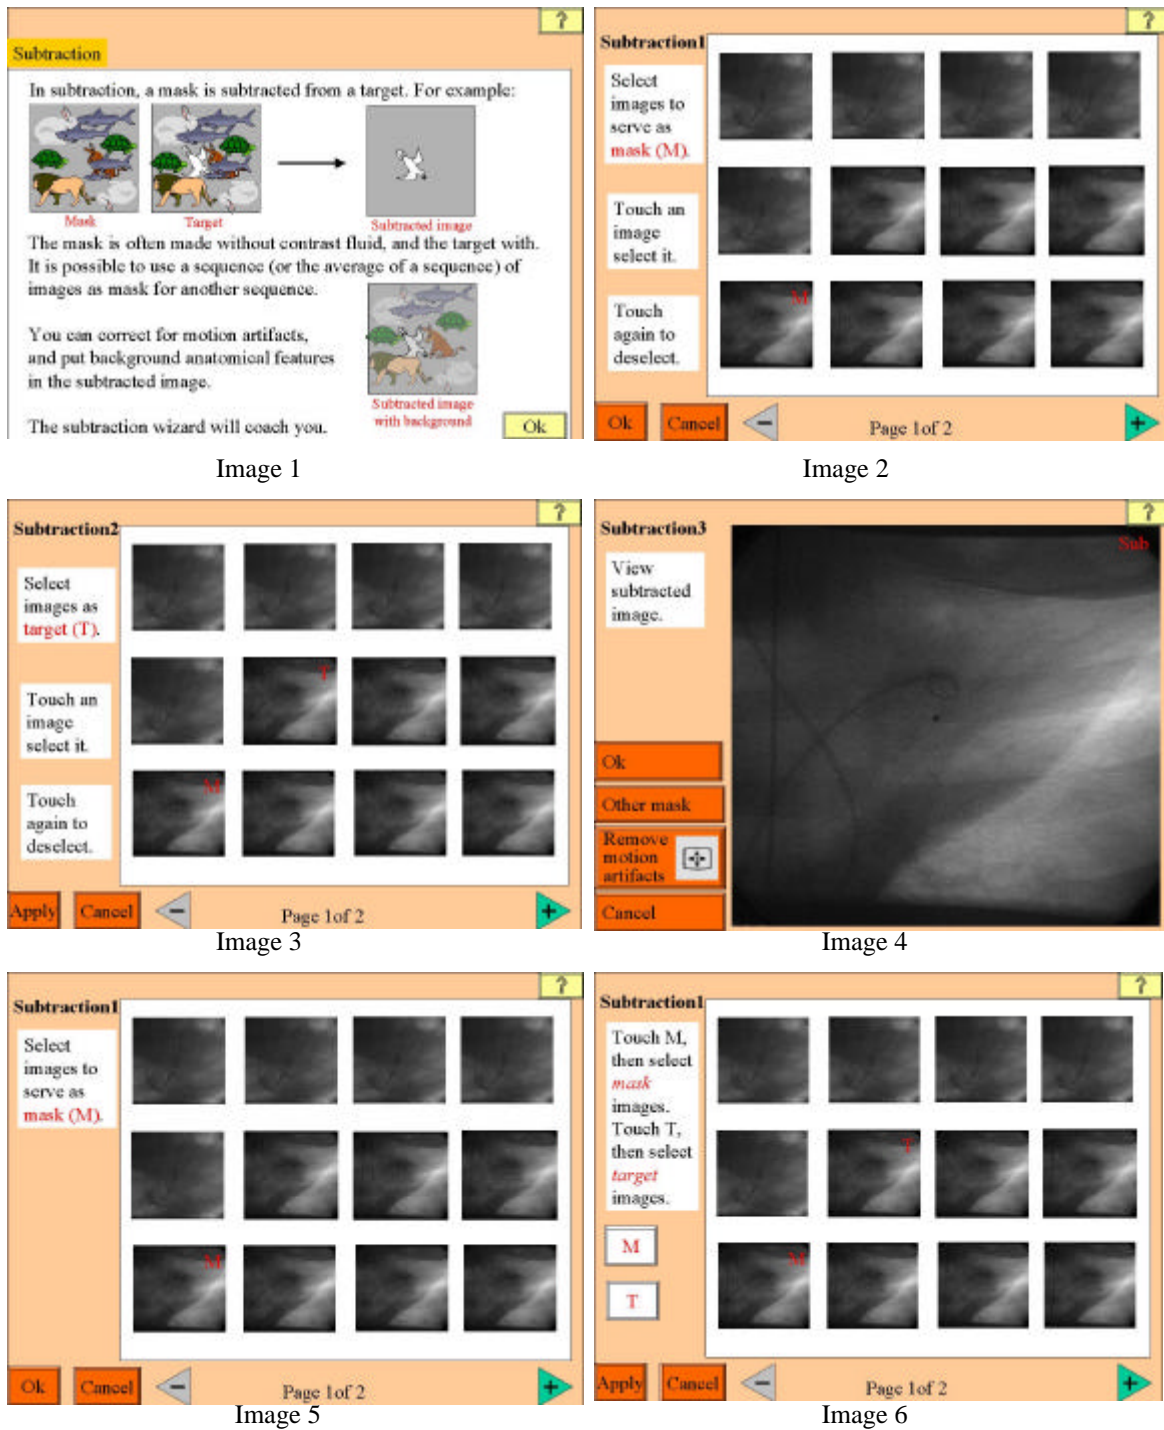 ?
Subtraction
In subtraction, a mask is subtracted from a target. For example:
Mask
Target
Subtracted image
The mask is often made without contrast fluid, and the target with.
It is possible to use a sequence (or the average of a sequence) of
images as mask for another sequence.
You can correct for motion artifacts,
and put background anatomical features
in the subtracted image.
Subtracted image
with background
The subtraction wizard will coach you.
Ok
Image 1
?
Subtraction1
Select
images to
serve as
mask (M).
Touch an
image
select it.
Touch
again to
deselect.
M
Ok
Cancel
−
Page 1of 2
+
Image 2
?
Subtraction2
Select
images as
target (T).
Touch an
image
select it.
Touch
again to
deselect.
T
M
Apply
Cancel
−
Page 1of 2
+
Image 3
?
Subtraction3
View
subtracted
image.
Sub
Ok
Other mask
Remove
motion
artifacts
Cancel
Image 4
?
Subtraction1
Select
images to
serve as
mask (M).
M
Ok
Cancel
−
Page 1of 2
+
Image 5
?
Subtraction1
Touch M,
then select
mask
images.
Touch T,
then select
target
images.
M
T
T
M
Apply
Cancel
−
Page 1of 2
+
Image 6